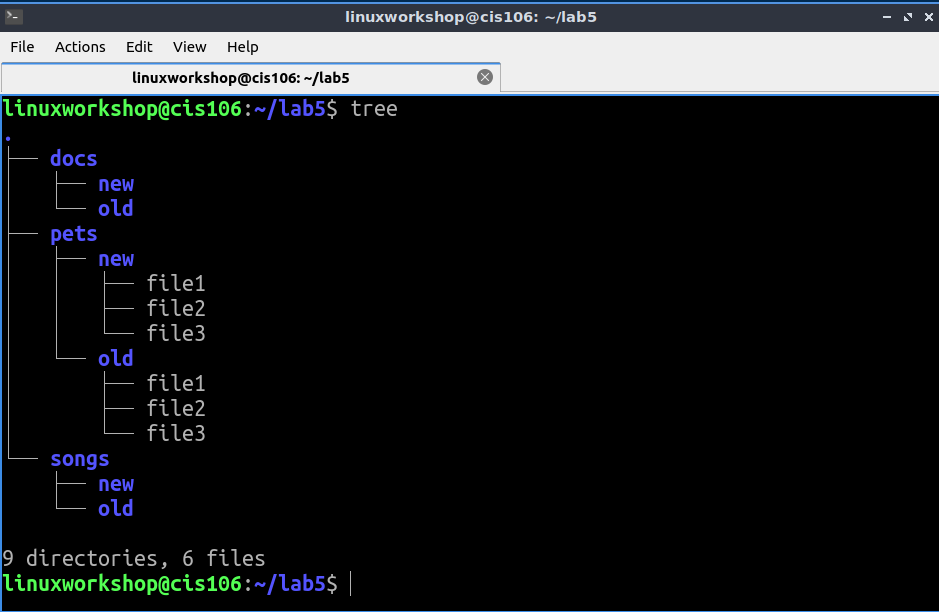 linuxworkshop@cis106: ~/lab5
File Actions Edit View Help
linuxworkshop@cis106: ~/lab5
linuxworkshop@cis106:~/lab5$ tree
.
├── docs
│   ├── new
│   └── old
├── pets
│   ├── new
│   │   ├── file1
│   │   ├── file2
│   │   └── file3
│   └── old
│       ├── file1
│       ├── file2
│       └── file3
└── songs
    ├── new
    └── old
9 directories, 6 files
linuxworkshop@cis106:~/lab5$